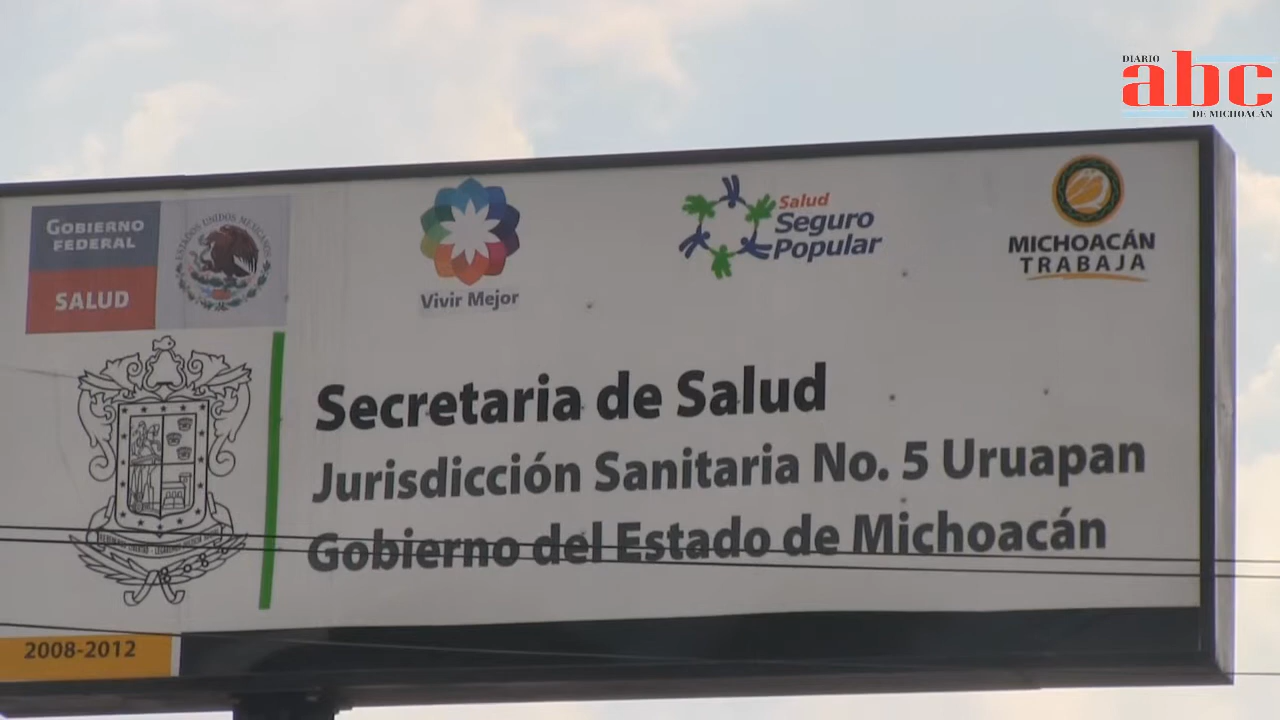 DIARIO
abc
DE MICHOACÁN
GOBIERNO
FEDERAL
SALUD
ESTADOS UNIDOS MEXICANOS
Vivir Mejor
Salud
Seguro
Popular
MICHOACÁN
TRABAJA
Secretaria de Salud
Jurisdicción Sanitaria No. 5 Uruapan
Gobierno del Estado de Michoacán
2008-2012